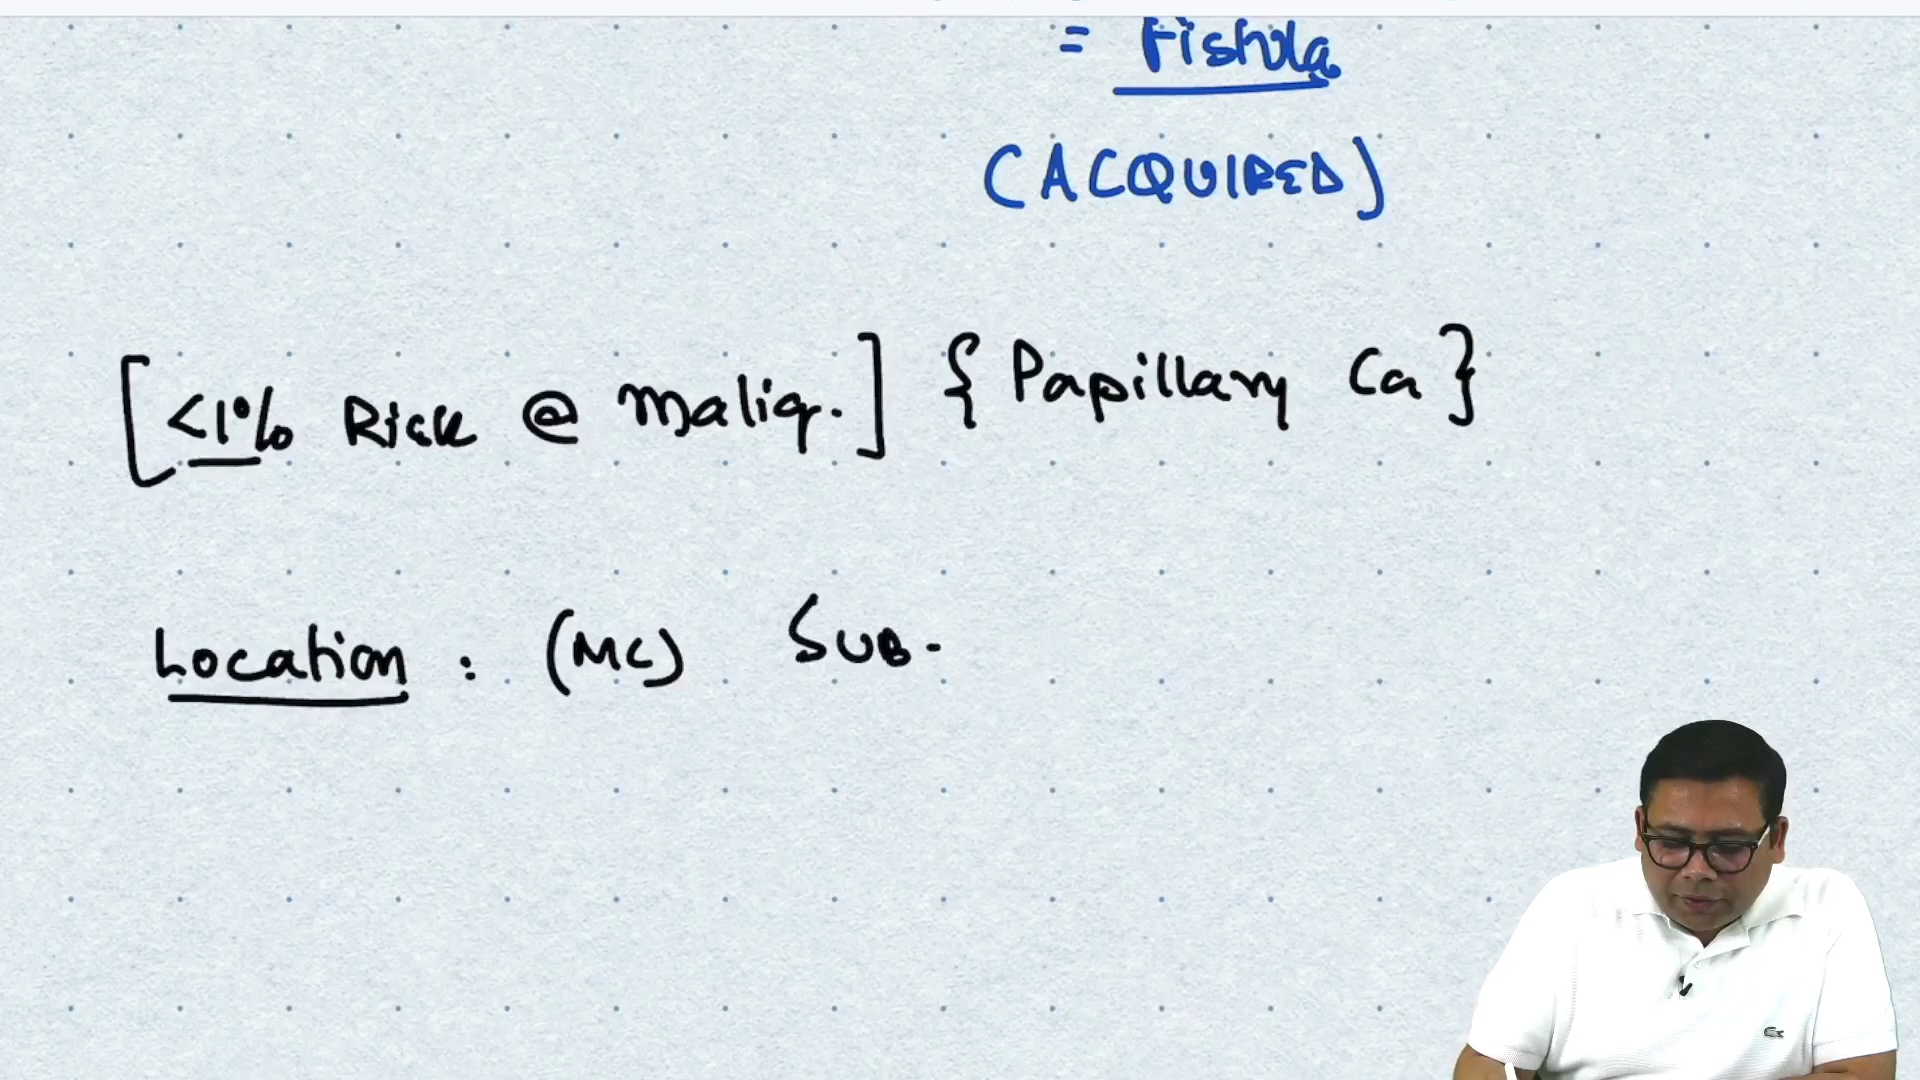 = Fistula
(ACQUIRED)
[<1% Risk @ malig.] {Papillary Ca}
Location : (MC) SUB-